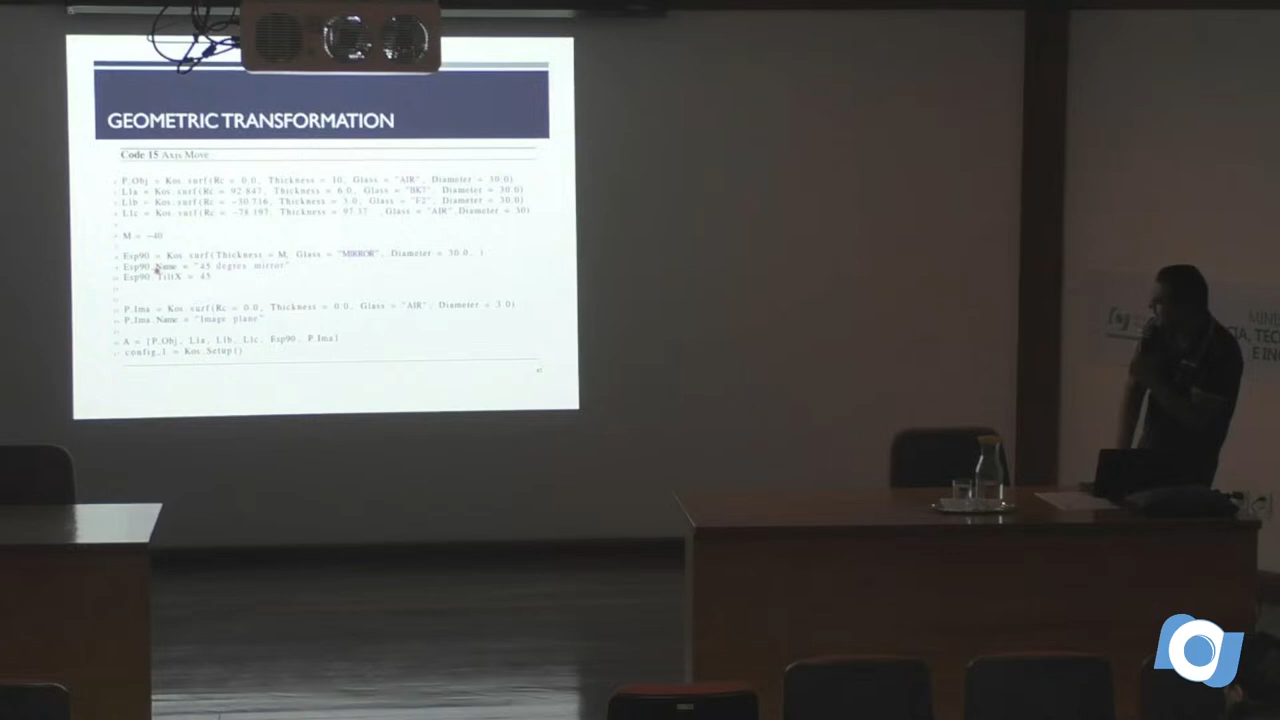 GEOMETRIC TRANSFORMATION
Code 15 Axis Move
P_Obj = Kos.surf(Rc = 0.0, Thickness = 10, Glass = "AIR", Diameter = 30.0)
L1a = Kos.surf(Rc = 92.847, Thickness = 6.0, Glass = "BK7", Diameter = 30.0)
L1b = Kos.surf(Rc = -30.716, Thickness = 3.0, Glass = "F2", Diameter = 30.0)
L1c = Kos.surf(Rc = -78.197, Thickness = 97.37 , Glass = "AIR",Diameter = 30)
M = -40
Esp90 = Kos.surf(Thickness = M, Glass = "MIRROR", Diameter = 30.0, )
Esp90.Name = "45 degres mirror"
Esp90.TiltX = 45
P_Ima = Kos.surf(Rc = 0.0, Thickness = 0.0, Glass = "AIR", Diameter = 3.0)
P_Ima.Name = "Image plane"
A = [P_Obj, L1a, L1b, L1c, Esp90, P_Ima]
config_1 = Kos.Setup()